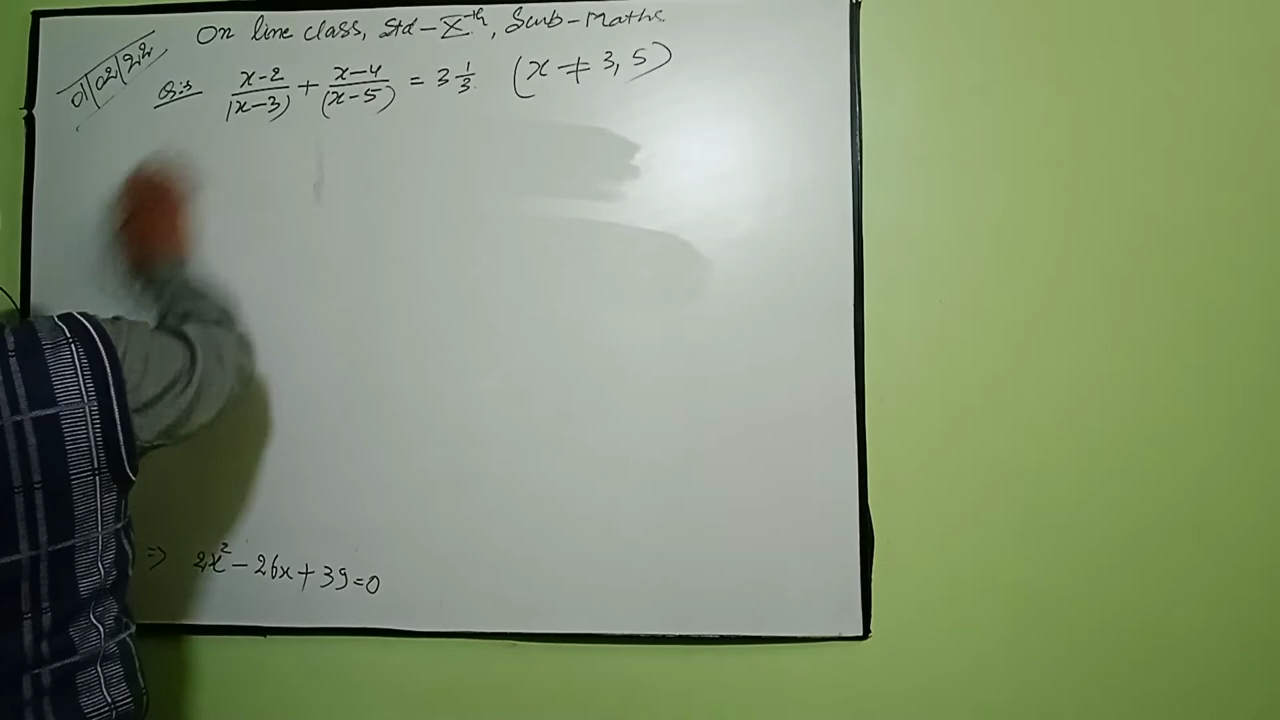 On line class, Std-Xth, Sub-Maths.
01/02/22
Q:3 (x-2)/(x-3) + (x-4)/(x-5) = 3 1/3 (x ≠ 3, 5)
⇒ 2x² - 26x + 39 = 0